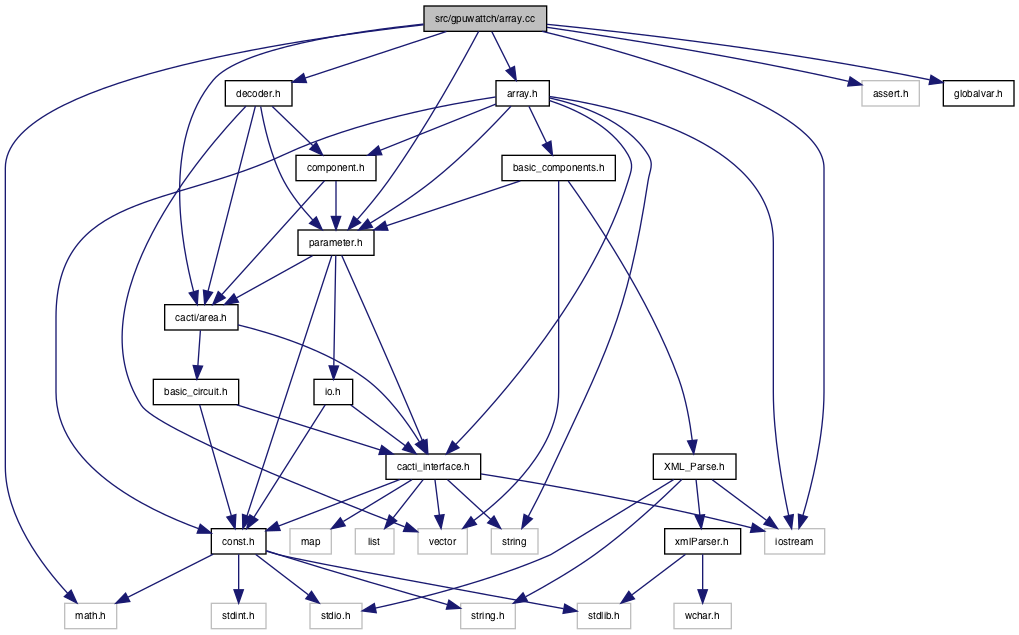 src/gpuwattch/array.cc
decoder.h
array.h
assert.h
globalvar.h
component.h
basic_components.h
parameter.h
cacti/area.h
basic_circuit.h
io.h
cacti_interface.h
XML_Parse.h
const.h
map
list
vector
string
xmlParser.h
iostream
math.h
stdint.h
stdio.h
string.h
stdlib.h
wchar.h